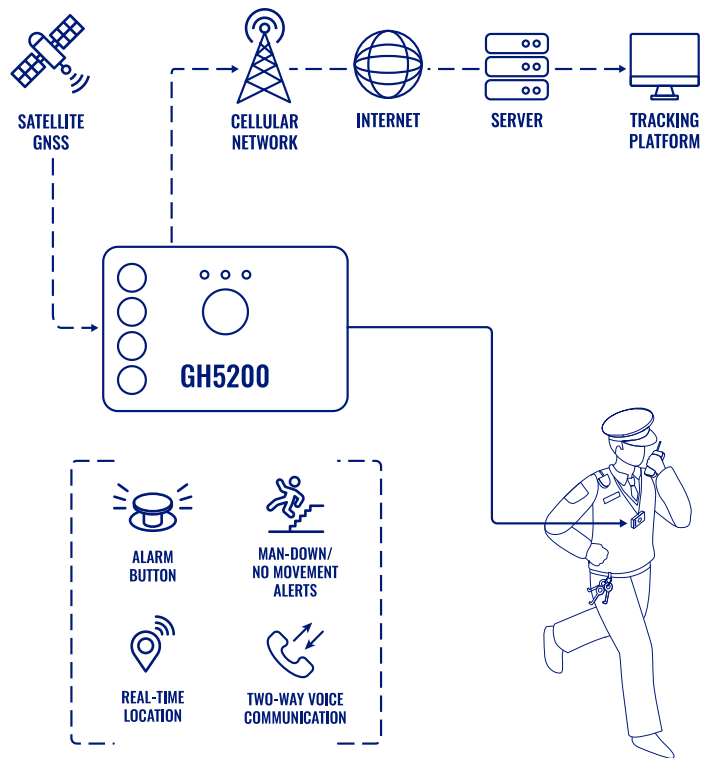 SATELLITE
GNSS
CELLULAR
NETWORK
INTERNET
SERVER
TRACKING
PLATFORM
GH5200
ALARM
BUTTON
MAN-DOWN/
NO MOVEMENT
ALERTS
REAL-TIME
LOCATION
TWO-WAY VOICE
COMMUNICATION